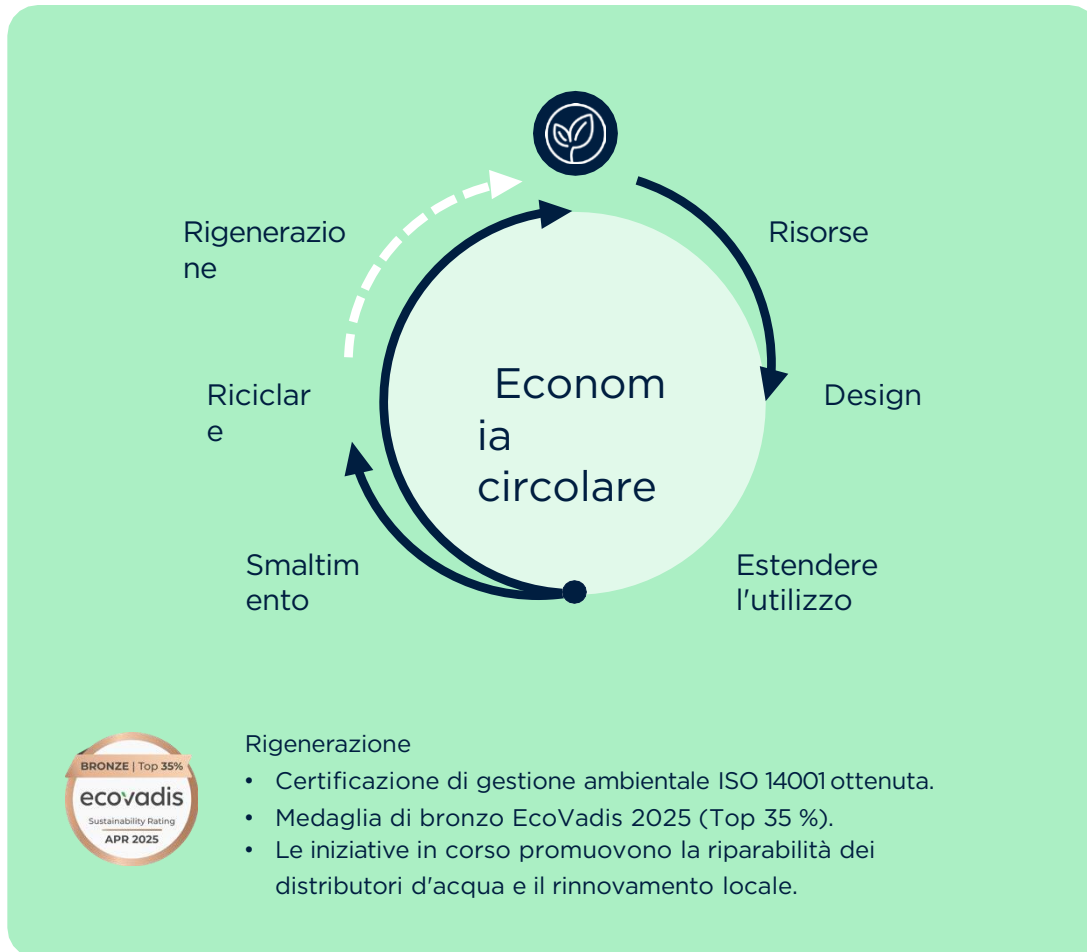 Rigenerazio
ne
Risorse
Riciclar
e
Econom
ia
circolare
Design
Smaltim
ento
Estendere
l'utilizzo
BRONZE | Top 35%
ecovadis
Sustainability Rating
APR 2025
Rigenerazione
• Certificazione di gestione ambientale ISO 14001 ottenuta.
• Medaglia di bronzo EcoVadis 2025 (Top 35 %).
• Le iniziative in corso promuovono la riparabilità dei
distributori d'acqua e il rinnovamento locale.